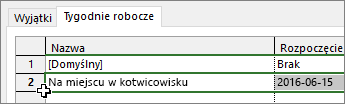 Wyjątki Tygodnie robocze
Nazwa Rozpoczęcie
1 [Domyślny] Brak
2 Na miejscu w kotwicowisku 2016-06-15